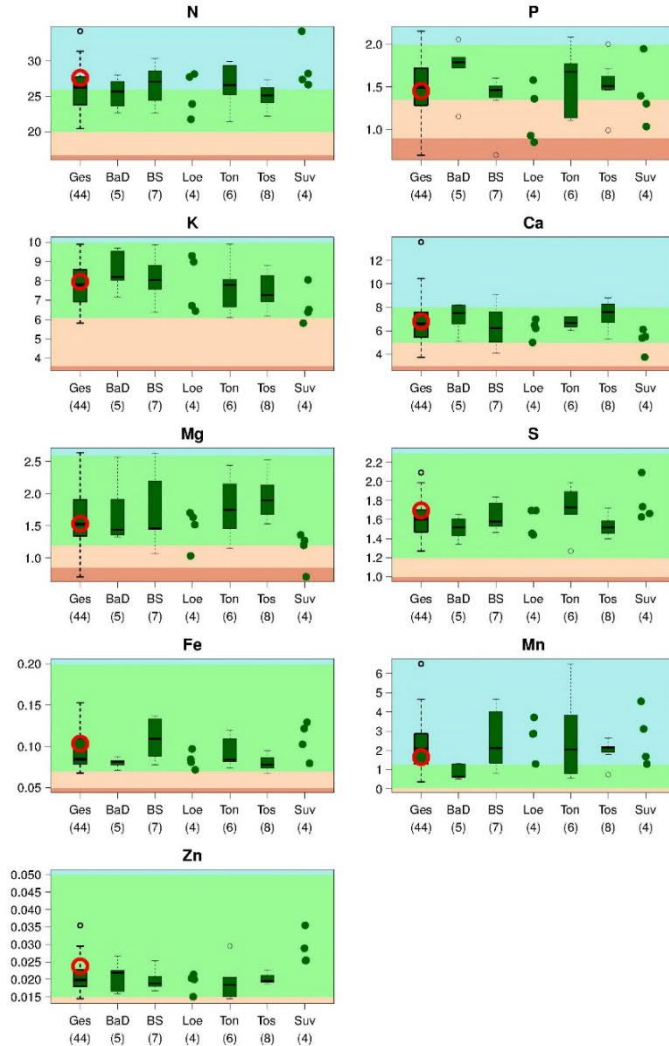 N
30
25
20
Ges BaD BS Loe Ton Tos Suv
(44) (5) (7) (4) (6) (8) (4)
P
2.0
1.5
1.0
Ges BaD BS Loe Ton Tos Suv
(44) (5) (7) (4) (6) (8) (4)
K
10
9
8
7
6
5
4
Ges BaD BS Loe Ton Tos Suv
(44) (5) (7) (4) (6) (8) (4)
Ca
12
10
8
6
4
Ges BaD BS Loe Ton Tos Suv
(44) (5) (7) (4) (6) (8) (4)
Mg
2.5
2.0
1.5
1.0
Ges BaD BS Loe Ton Tos Suv
(44) (5) (7) (4) (6) (8) (4)
S
2.2
2.0
1.8
1.6
1.4
1.2
1.0
Ges BaD BS Loe Ton Tos Suv
(44) (5) (7) (4) (6) (8) (4)
Fe
0.20
0.15
0.10
0.05
Ges BaD BS Loe Ton Tos Suv
(44) (5) (7) (4) (6) (8) (4)
Mn
6
5
4
3
2
1
0
Ges BaD BS Loe Ton Tos Suv
(44) (5) (7) (4) (6) (8) (4)
Zn
0.050
0.045
0.040
0.035
0.030
0.025
0.020
0.015
Ges BaD BS Loe Ton Tos Suv
(44) (5) (7) (4) (6) (8) (4)